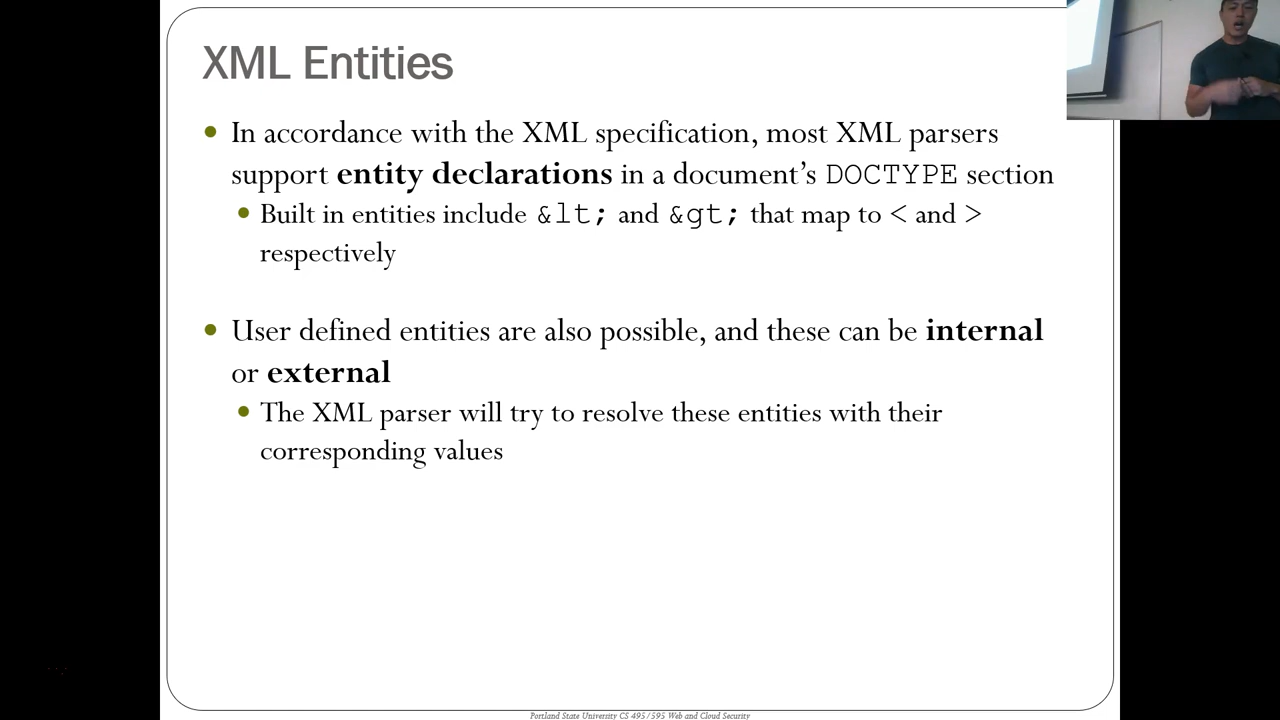 XML Entities
In accordance with the XML specification, most XML parsers
support entity declarations in a document’s DOCTYPE section
Built in entities include &lt; and &gt; that map to < and >
respectively
User defined entities are also possible, and these can be internal
or external
The XML parser will try to resolve these entities with their
corresponding values
Portland State University CS 495/595 Web and Cloud Security